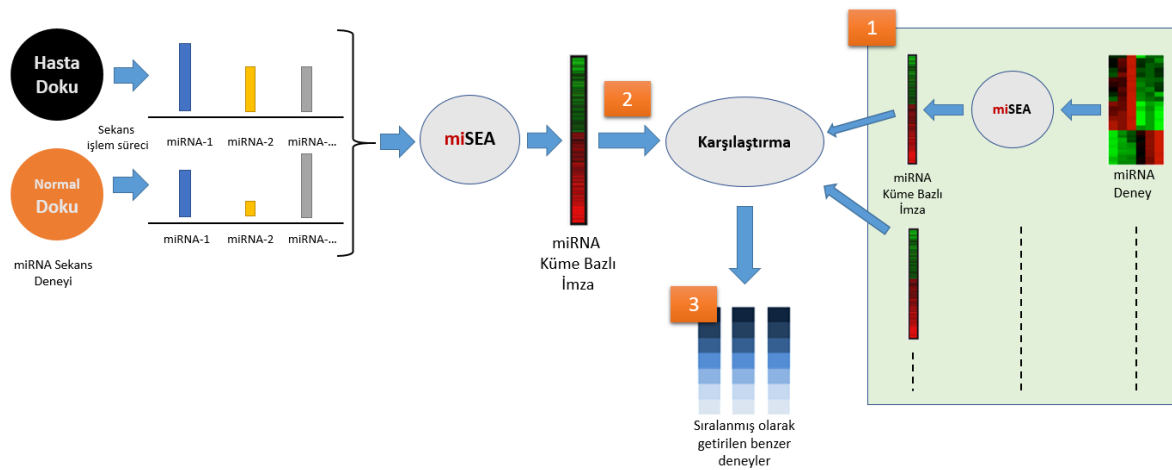 Hasta
Doku
Sekans
işlem süreci
miRNA-1
miRNA-2
miRNA-...
Normal
Doku
miRNA-1
miRNA-2
miRNA-...
miRNA Sekans
Deneyi
miSEA
miRNA
Küme Bazlı
İmza
2
Karşılaştırma
3
Sıralanmış olarak
getirilen benzer
deneyler
1
miSEA
miRNA
Küme Bazlı
İmza
miRNA
Deney